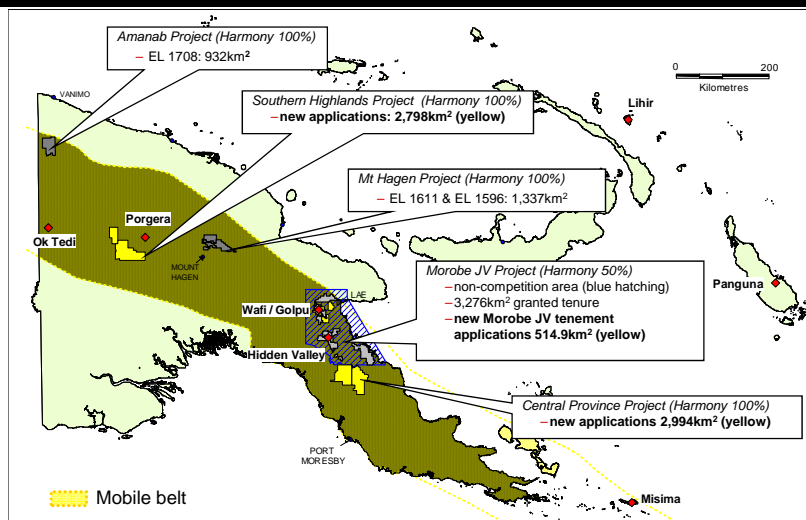 Amanab Project (Harmony 100%)
– EL 1708: 932km²
VANIMO
Southern Highlands Project (Harmony 100%)
–new applications: 2,798km² (yellow)
0 200
Kilometres
Lihir
Mt Hagen Project (Harmony 100%)
– EL 1611 & EL 1596: 1,337km²
Porgera
Ok Tedi
MOUNT
HAGEN
Morobe JV Project (Harmony 50%)
–non-competition area (blue hatching)
–3,276km² granted tenure
–new Morobe JV tenement
applications 514.9km² (yellow)
Panguna
LAE
Wafi / Golpu
Hidden Valley
Central Province Project (Harmony 100%)
–new applications 2,994km² (yellow)
PORT
MORESBY
Mobile belt
Misima